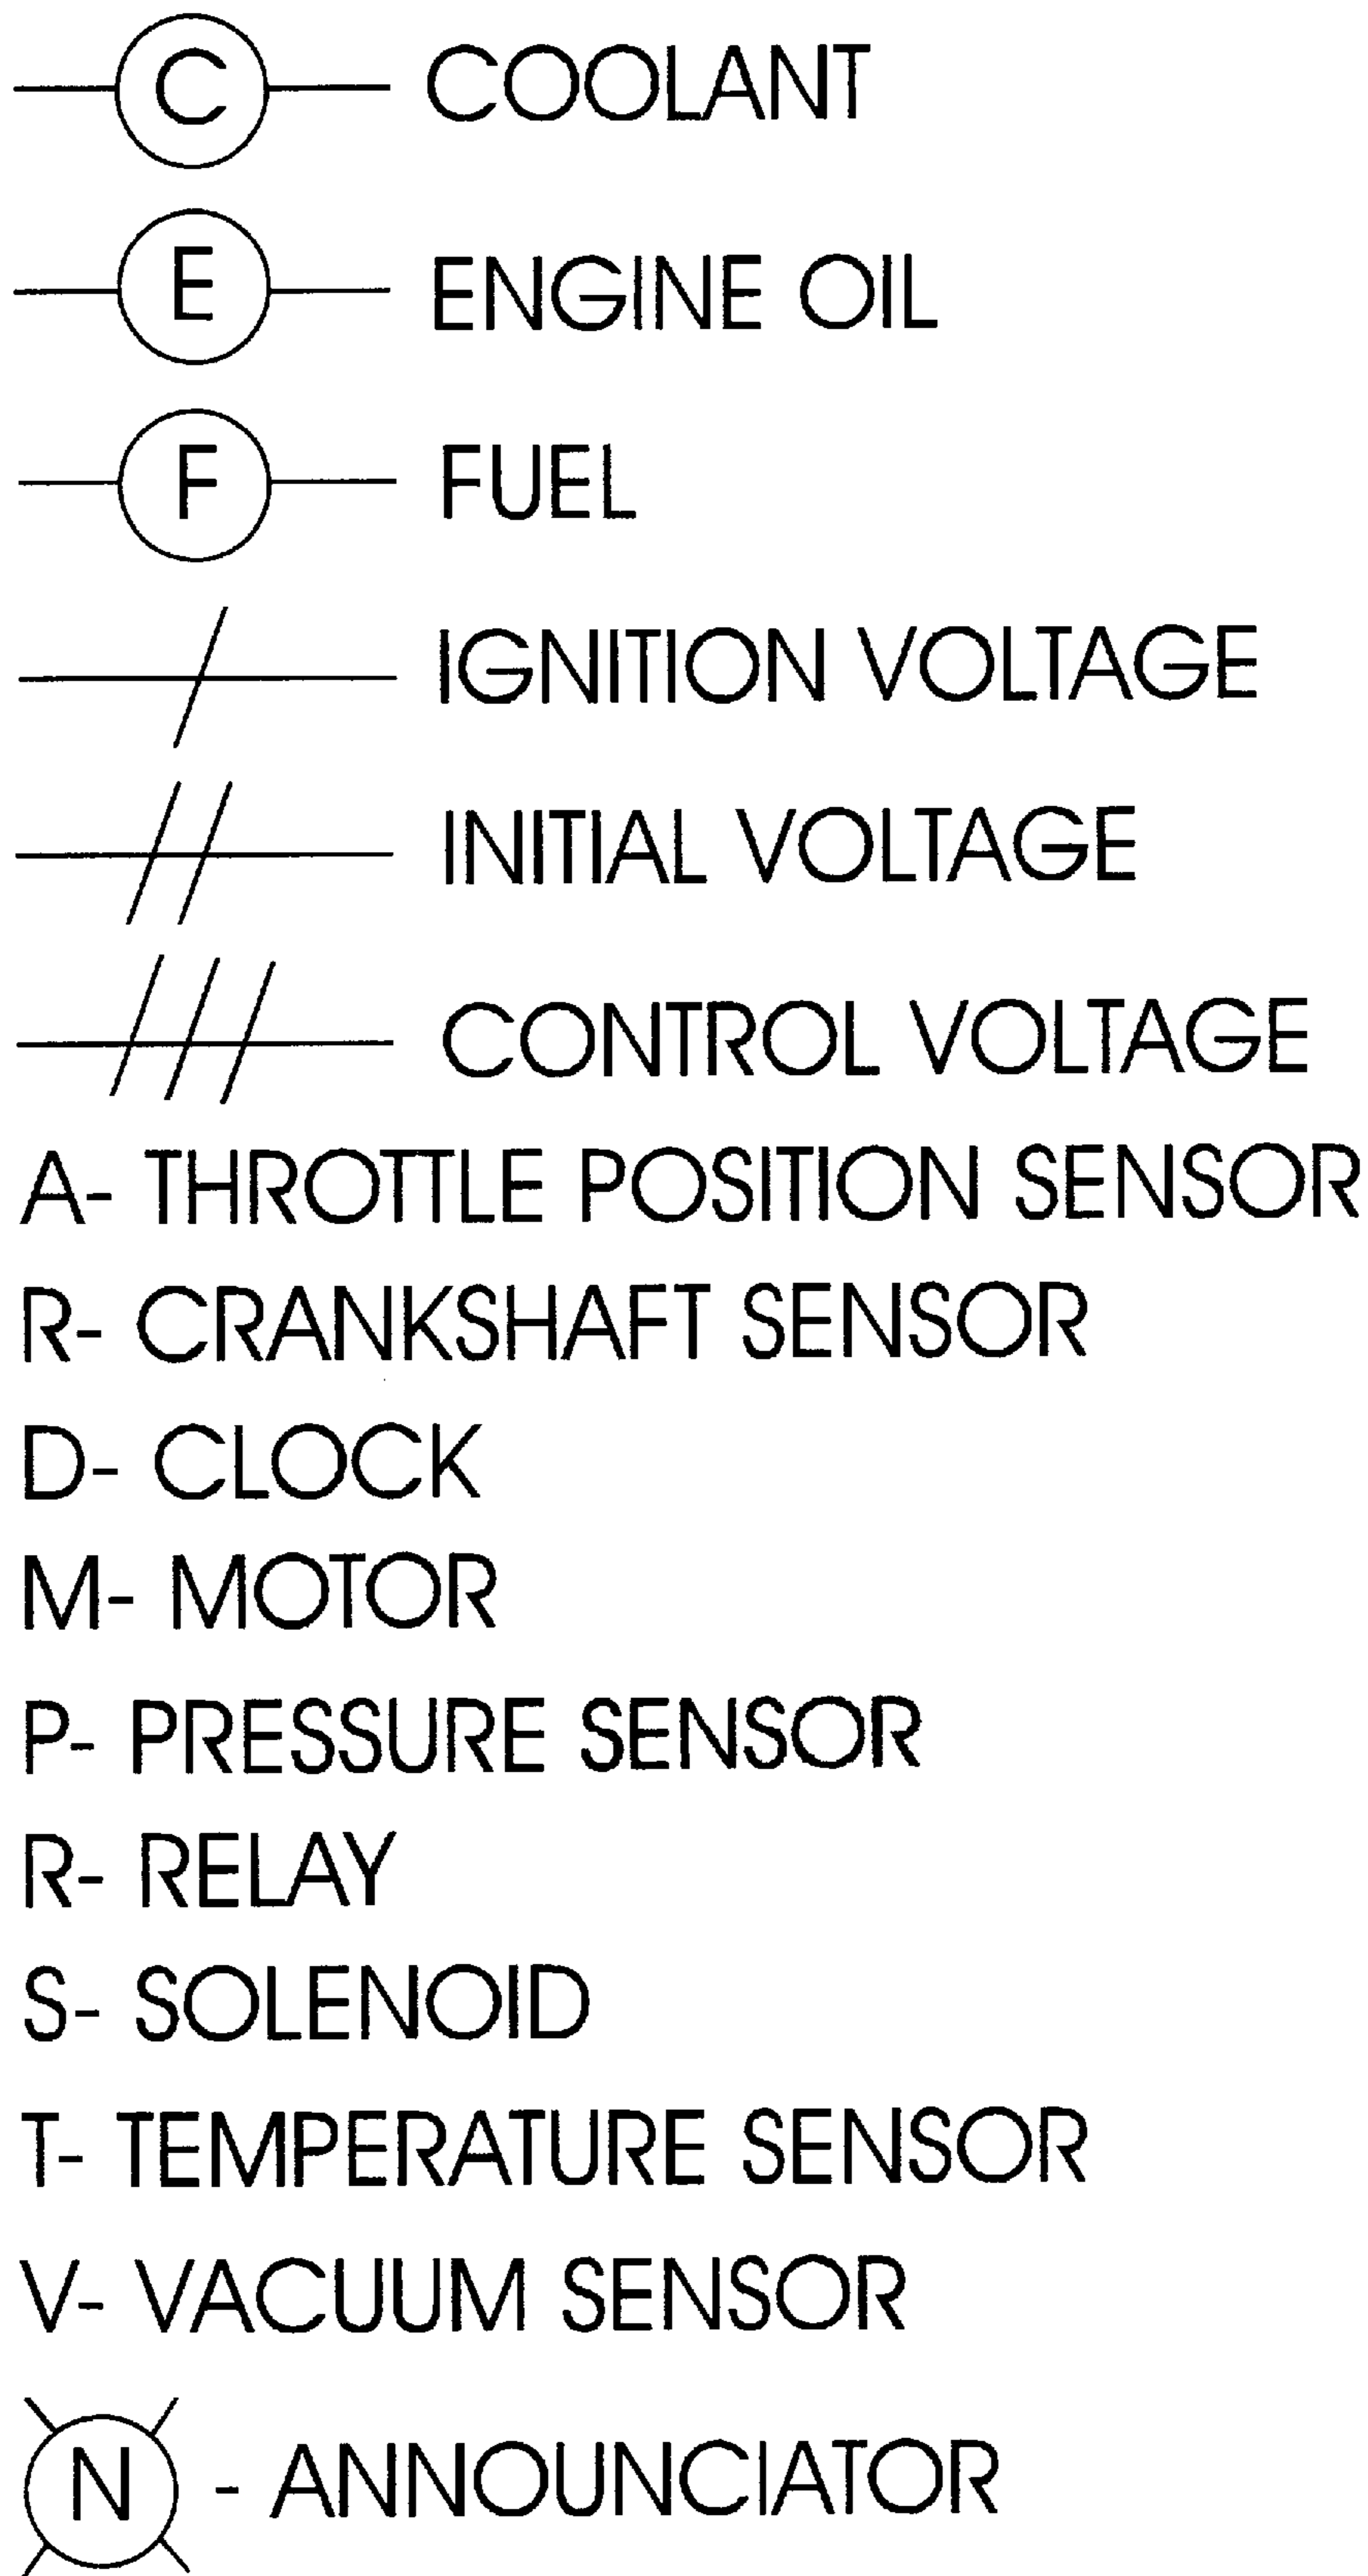 C COOLANT
E ENGINE OIL
F FUEL
IGNITION VOLTAGE
INITIAL VOLTAGE
CONTROL VOLTAGE
A- THROTTLE POSITION SENSOR
R- CRANKSHAFT SENSOR
D- CLOCK
M- MOTOR
P- PRESSURE SENSOR
R- RELAY
S- SOLENOID
T- TEMPERATURE SENSOR
V- VACUUM SENSOR
N - ANNOUNCIATOR